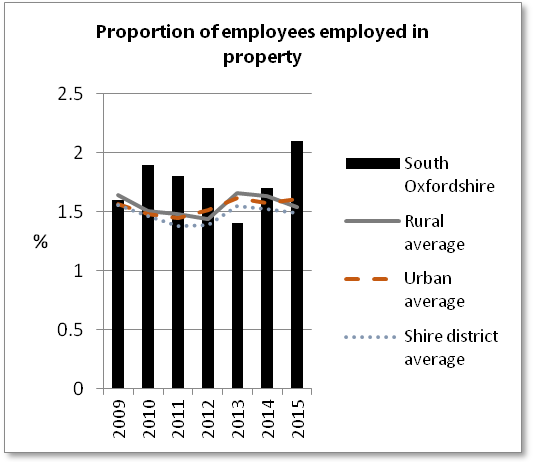 Proportion of employees employed in
property
2.5
2
1.5
1
0.5
0
%
2009
2010
2011
2012
2013
2014
2015
South
Oxfordshire
Rural
average
Urban
average
Shire district
average